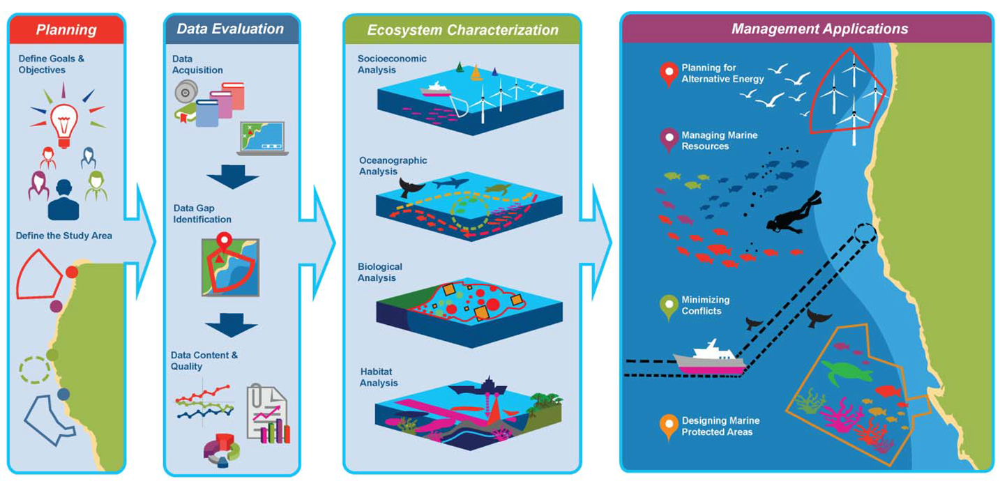 Planning
Define Goals &
Objectives
Define the Study Area
Data Evaluation
Data
Acquisition
Data Gap
Identification
Data Content &
Quality
Ecosystem Characterization
Socioeconomic
Analysis
Oceanographic
Analysis
Biological
Analysis
Habitat
Analysis
Management Applications
Planning for
Alternative Energy
Managing Marine
Resources
Minimizing
Conflicts
Designing Marine
Protected Areas